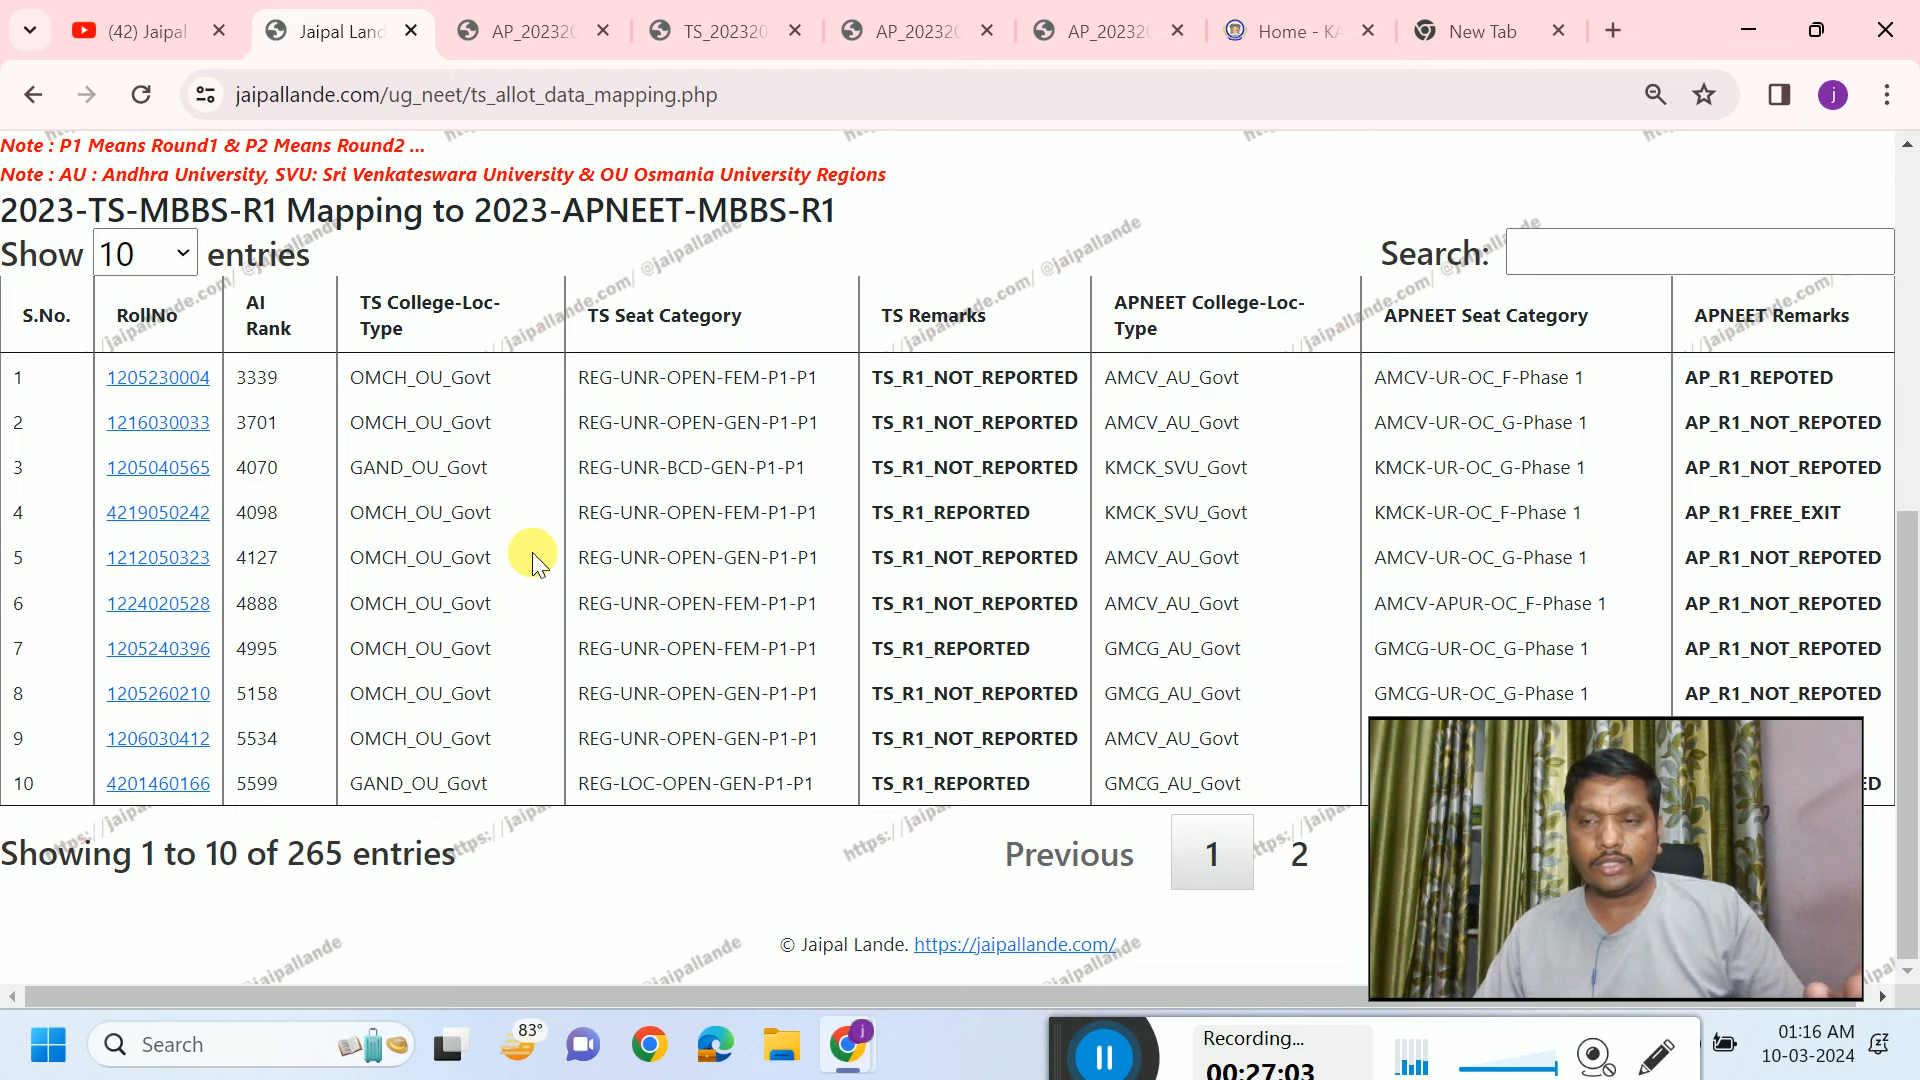 (42) Jaipal
Jaipal Land
AP_20232
TS_202320
AP_20232
AP_20232
Home - KA
New Tab
jaipallande.com/ug_neet/ts_allot_data_mapping.php
j
Note : P1 Means Round1 & P2 Means Round2 ...
Note : AU : Andhra University, SVU: Sri Venkateswara University & OU Osmania University Regions
2023-TS-MBBS-R1 Mapping to 2023-APNEET-MBBS-R1
Show 10 entries
Search:
S.No. RollNo AI Rank TS College-Loc-Type TS Seat Category TS Remarks APNEET College-Loc-Type APNEET Seat Category APNEET Remarks
1 1205230004 3339 OMCH_OU_Govt REG-UNR-OPEN-FEM-P1-P1 TS_R1_NOT_REPORTED AMCV_AU_Govt AMCV-UR-OC_F-Phase 1 AP_R1_REPOTED
2 1216030033 3701 OMCH_OU_Govt REG-UNR-OPEN-GEN-P1-P1 TS_R1_NOT_REPORTED AMCV_AU_Govt AMCV-UR-OC_G-Phase 1 AP_R1_NOT_REPOTED
3 1205040565 4070 GAND_OU_Govt REG-UNR-BCD-GEN-P1-P1 TS_R1_NOT_REPORTED KMCK_SVU_Govt KMCK-UR-OC_G-Phase 1 AP_R1_NOT_REPOTED
4 4219050242 4098 OMCH_OU_Govt REG-UNR-OPEN-FEM-P1-P1 TS_R1_REPORTED KMCK_SVU_Govt KMCK-UR-OC_F-Phase 1 AP_R1_FREE_EXIT
5 1212050323 4127 OMCH_OU_Govt REG-UNR-OPEN-GEN-P1-P1 TS_R1_NOT_REPORTED AMCV_AU_Govt AMCV-UR-OC_G-Phase 1 AP_R1_NOT_REPOTED
6 1224020528 4888 OMCH_OU_Govt REG-UNR-OPEN-FEM-P1-P1 TS_R1_NOT_REPORTED AMCV_AU_Govt AMCV-APUR-OC_F-Phase 1 AP_R1_NOT_REPOTED
7 1205240396 4995 OMCH_OU_Govt REG-UNR-OPEN-FEM-P1-P1 TS_R1_REPORTED GMCG_AU_Govt GMCG-UR-OC_G-Phase 1 AP_R1_NOT_REPOTED
8 1205260210 5158 OMCH_OU_Govt REG-UNR-OPEN-GEN-P1-P1 TS_R1_NOT_REPORTED GMCG_AU_Govt GMCG-UR-OC_G-Phase 1 AP_R1_NOT_REPOTED
9 1206030412 5534 OMCH_OU_Govt REG-UNR-OPEN-GEN-P1-P1 TS_R1_NOT_REPORTED AMCV_AU_Govt
10 4201460166 5599 GAND_OU_Govt REG-LOC-OPEN-GEN-P1-P1 TS_R1_REPORTED GMCG_AU_Govt ED
Showing 1 to 10 of 265 entries
Previous 1 2
© Jaipal Lande. https://jaipallande.com/
Search
83°
j
Recording...
00:27:03
01:16 AM
10-03-2024